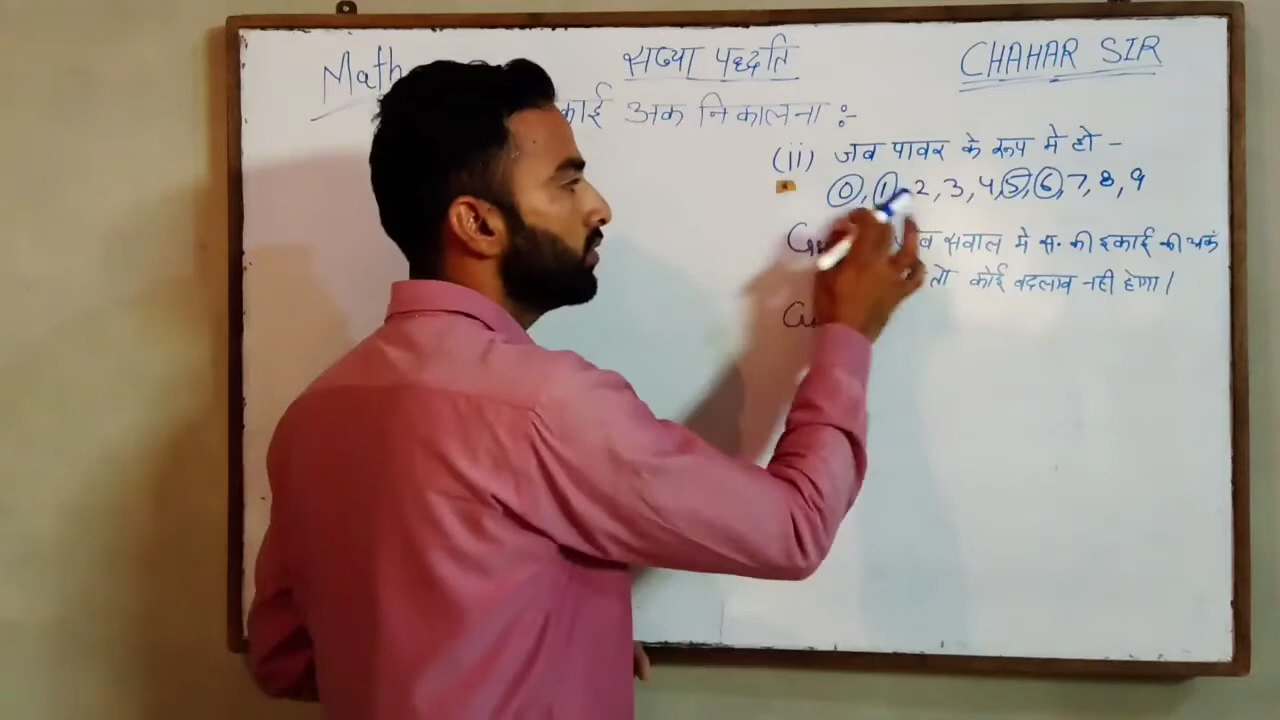 Math संख्या पद्धति CHAHAR SIR
काई अंक निकालना :-
(ii) जब पावर के रूप मे हो -
0, 1, 2, 3, 4, 5, 6, 7, 8, 9
सवाल मे स. की इकाई की अंक
तो कोई बदलाव नही होगा।